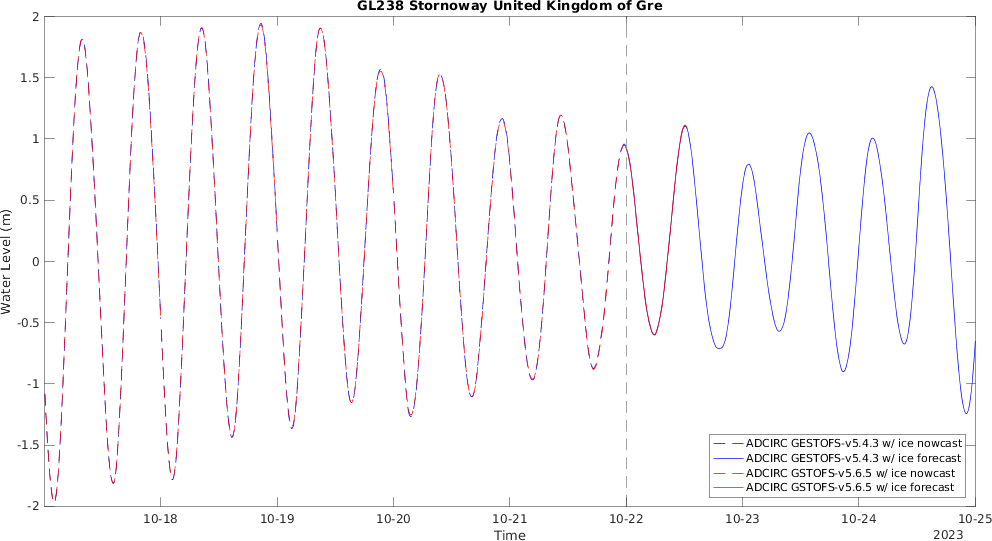 GL238 Stornoway United Kingdom of Gre
2
1.5
1
0.5
0
-0.5
-1
-1.5
-2
Water Level (m)
ADCIRC GESTOFS-v5.4.3 w/ ice nowcast
ADCIRC GESTOFS-v5.4.3 w/ ice forecast
ADCIRC GSTOFS-v5.6.5 w/ ice nowcast
ADCIRC GSTOFS-v5.6.5 w/ ice forecast
10-18 10-19 10-20 10-21 10-22 10-23 10-24 10-25
Time
2023